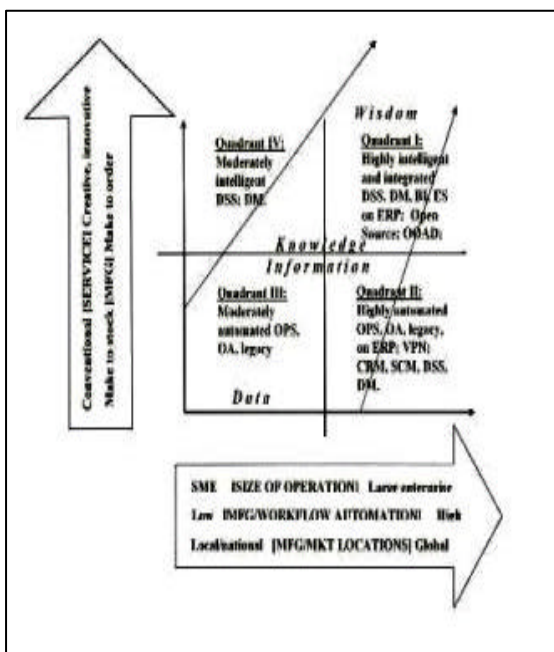 Conventional [SERVICE] Creative, innovative
Make to stock [MFG] Make to order
Wisdom
Quadrant IV:
Moderately
intelligent
DSS; DM.
Quadrant I:
Highly intelligent
and integrated
DSS, DM, BI, ES
on ERP; Open
Source; OOAD;
Knowledge
Information
Quadrant III:
Moderately
automated OPS,
OA, legacy
Quadrant II:
Highly automated
OPS, OA, legacy,
on ERP; VPN;
CRM, SCM, DSS,
DM.
Data
SME [SIZE OF OPERATION] Large enterprise
Low [MFG/WORKFLOW AUTOMATION] High
Local/national [MFG/MKT LOCATIONS] Global